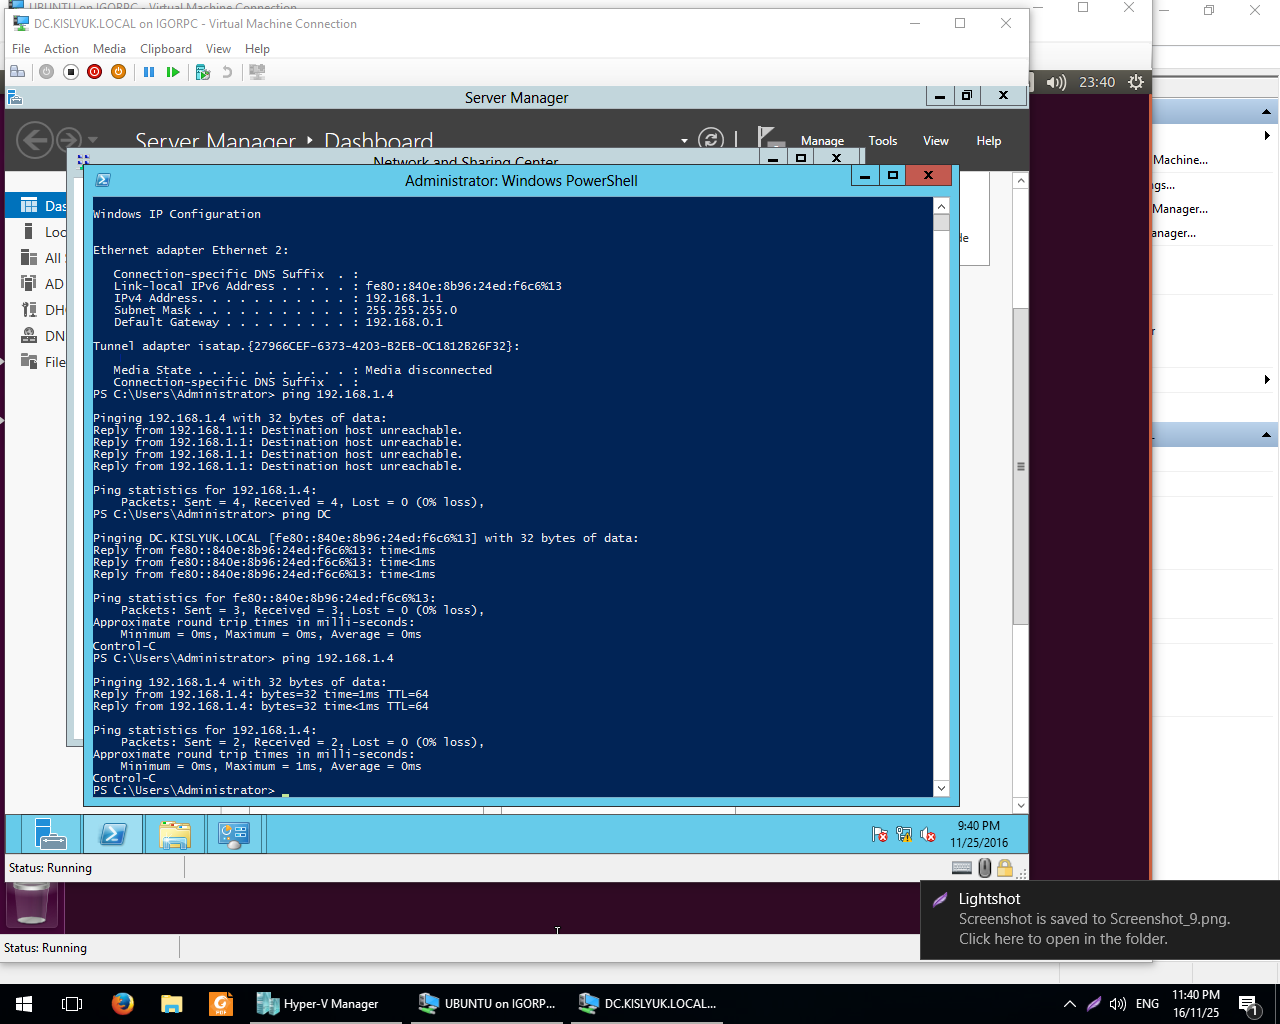 UBUNTU on IGORPC - Virtual Machine Connection
DC.KISLYUK.LOCAL on IGORPC - Virtual Machine Connection
File Action Media Clipboard View Help
23:40
Server Manager
Server Manager ‣ Dashboard
Manage Tools View Help
Network and Sharing Center
Administrator: Windows PowerShell
Machine...
gs...
Manager...
anager...
Das
Loc
All S
AD
DHC
DN
File
de
r
Windows IP Configuration
Ethernet adapter Ethernet 2:
Connection-specific DNS Suffix . :
Link-local IPv6 Address . . . . . : fe80::840e:8b96:24ed:f6c6%13
IPv4 Address. . . . . . . . . . . : 192.168.1.1
Subnet Mask . . . . . . . . . . . : 255.255.255.0
Default Gateway . . . . . . . . . : 192.168.0.1
Tunnel adapter isatap.{27966CEF-6373-4203-B2EB-0C1812B26F32}:
Media State . . . . . . . . . . . : Media disconnected
Connection-specific DNS Suffix . :
PS C:\Users\Administrator> ping 192.168.1.4
Pinging 192.168.1.4 with 32 bytes of data:
Reply from 192.168.1.1: Destination host unreachable.
Reply from 192.168.1.1: Destination host unreachable.
Reply from 192.168.1.1: Destination host unreachable.
Reply from 192.168.1.1: Destination host unreachable.
Ping statistics for 192.168.1.4:
Packets: Sent = 4, Received = 4, Lost = 0 (0% loss),
PS C:\Users\Administrator> ping DC
Pinging DC.KISLYUK.LOCAL [fe80::840e:8b96:24ed:f6c6%13] with 32 bytes of data:
Reply from fe80::840e:8b96:24ed:f6c6%13: time<1ms
Reply from fe80::840e:8b96:24ed:f6c6%13: time<1ms
Reply from fe80::840e:8b96:24ed:f6c6%13: time<1ms
Ping statistics for fe80::840e:8b96:24ed:f6c6%13:
Packets: Sent = 3, Received = 3, Lost = 0 (0% loss),
Approximate round trip times in milli-seconds:
Minimum = 0ms, Maximum = 0ms, Average = 0ms
Control-C
PS C:\Users\Administrator> ping 192.168.1.4
Pinging 192.168.1.4 with 32 bytes of data:
Reply from 192.168.1.4: bytes=32 time=1ms TTL=64
Reply from 192.168.1.4: bytes=32 time<1ms TTL=64
Ping statistics for 192.168.1.4:
Packets: Sent = 2, Received = 2, Lost = 0 (0% loss),
Approximate round trip times in milli-seconds:
Minimum = 0ms, Maximum = 1ms, Average = 0ms
Control-C
PS C:\Users\Administrator> _
9:40 PM
11/25/2016
Status: Running
Lightshot
Screenshot is saved to Screenshot_9.png.
Click here to open in the folder.
Status: Running
Hyper-V Manager
UBUNTU on IGORP...
DC.KISLYUK.LOCAL...
ENG
11:40 PM
16/11/25
1